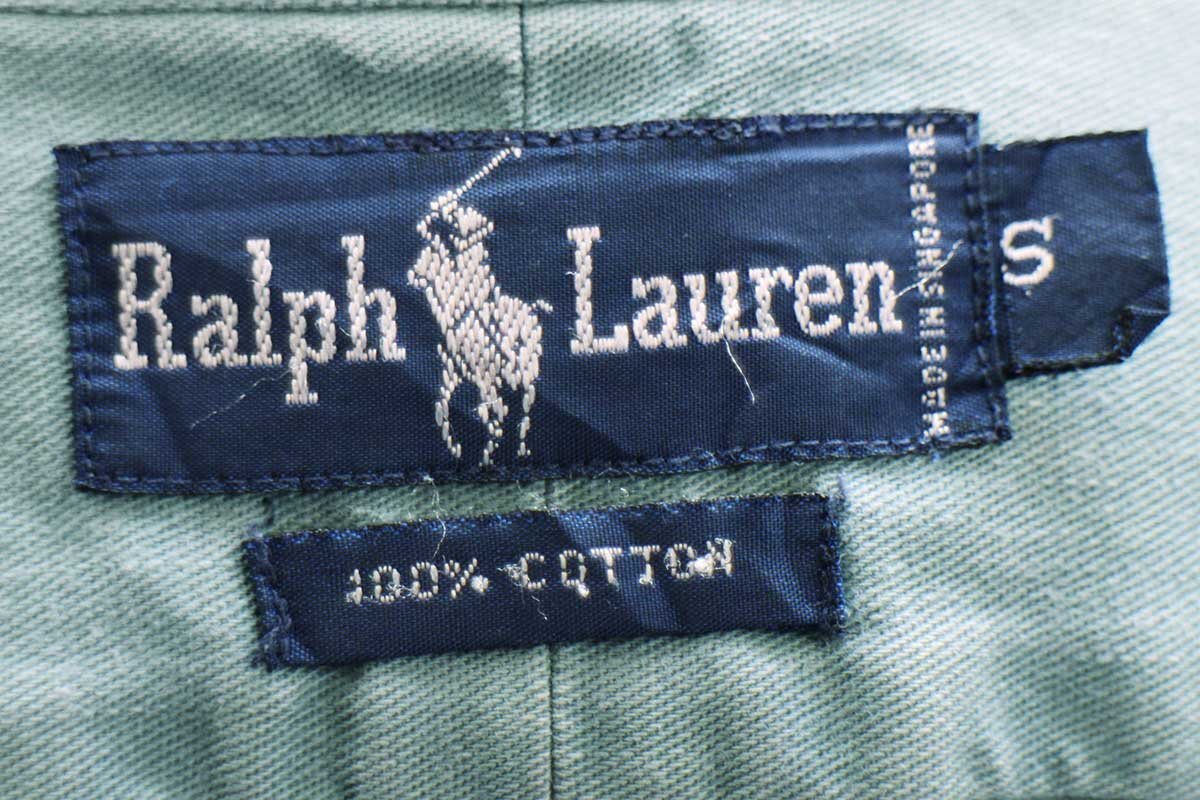 Ralph Lauren
MADE IN SINGAPORE
S
100% COTTON